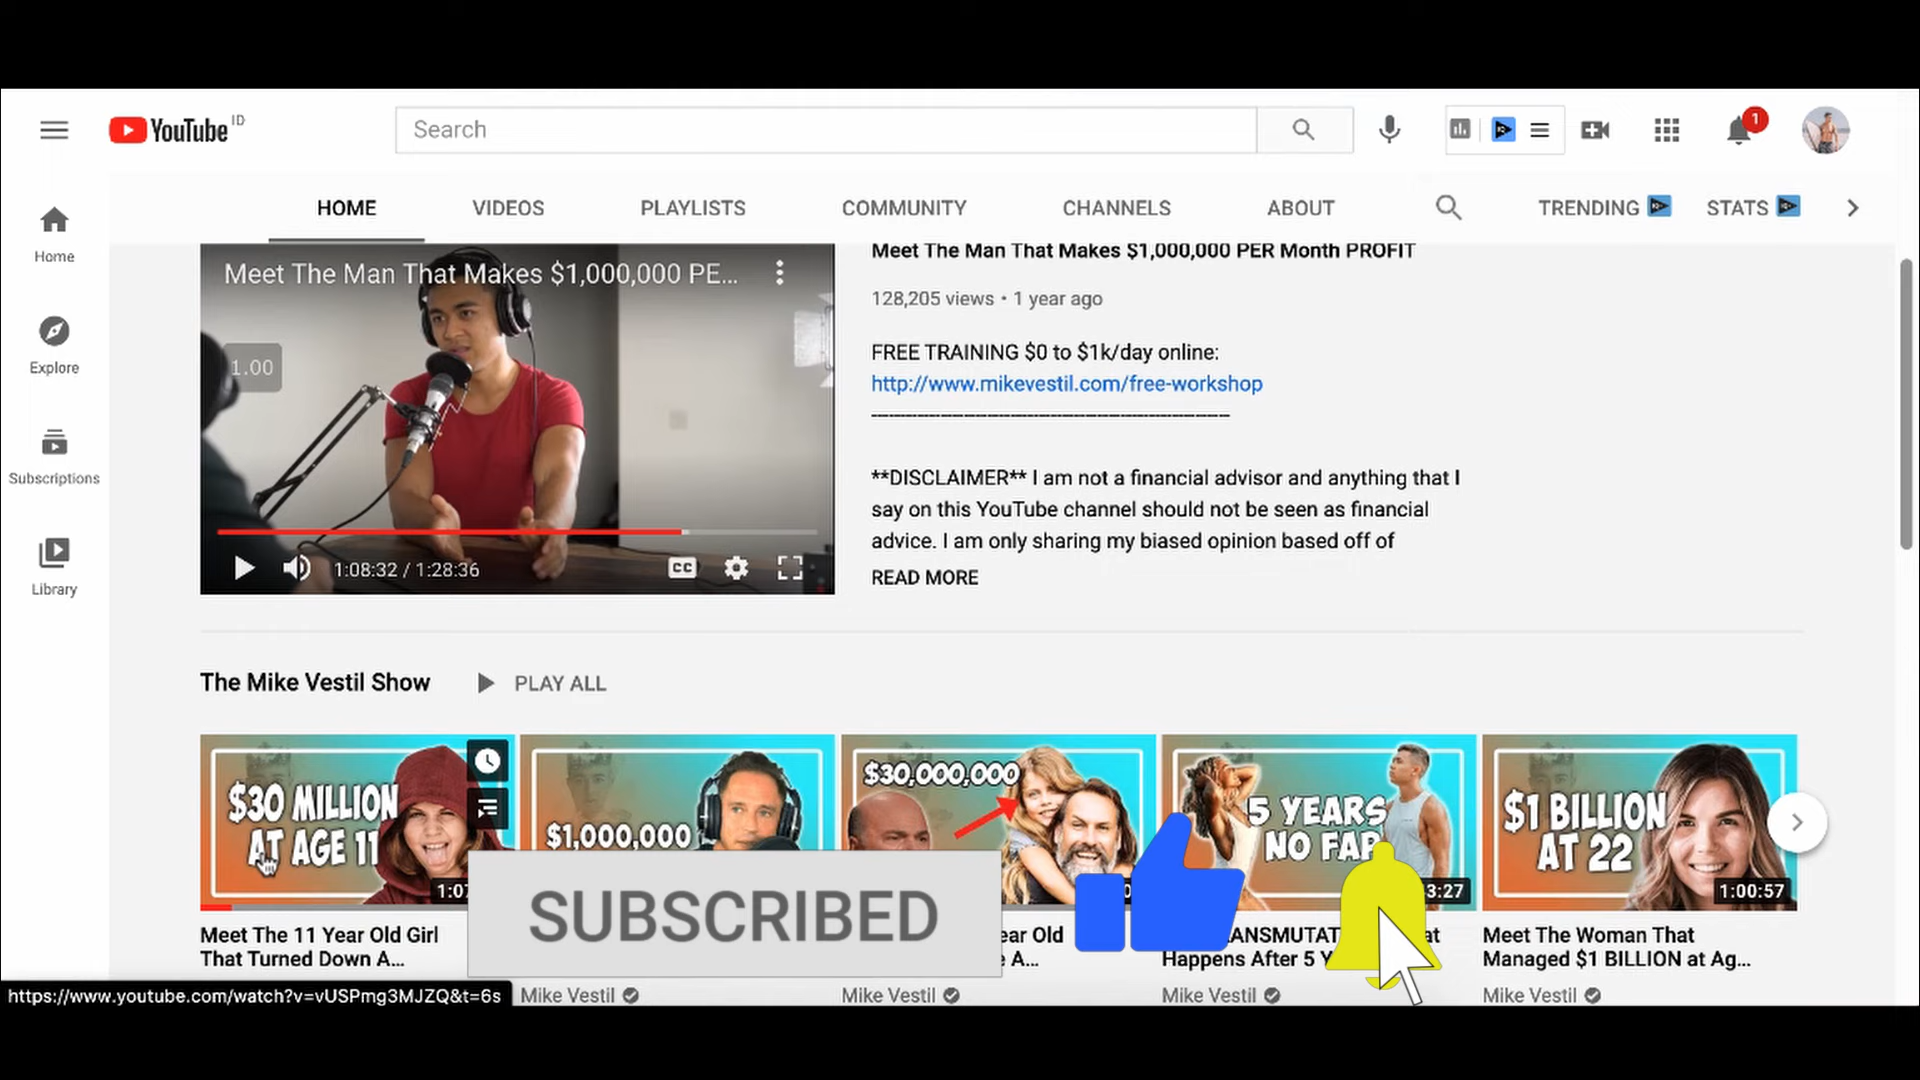 YouTube ID
Search
1
HOME VIDEOS PLAYLISTS COMMUNITY CHANNELS ABOUT TRENDING STATS
Home
Explore
Subscriptions
Library
Meet The Man That Makes $1,000,000 PE...
1.00
1:08:32 / 1:28:36
CC
Meet The Man That Makes $1,000,000 PER Month PROFIT
128,205 views • 1 year ago
FREE TRAINING $0 to $1k/day online:
http://www.mikevestil.com/free-workshop
**DISCLAIMER** I am not a financial advisor and anything that I
say on this YouTube channel should not be seen as financial
advice. I am only sharing my biased opinion based off of
READ MORE
The Mike Vestil Show PLAY ALL
$30 MILLION
AT AGE 11
1:07
$1,000,000
$30,000,000
5 YEARS
NO FAP
3:27
$1 BILLION
AT 22
1:00:57
SUBSCRIBED
Meet The 11 Year Old Girl
That Turned Down A...
ear Old
A...
ANSMUTAT
Happens After 5 Y
Meet The Woman That
Managed $1 BILLION at Ag...
https://www.youtube.com/watch?v=vUSPmg3MJZQ&t=6s
Mike Vestil
Mike Vestil
Mike Vestil
Mike Vestil